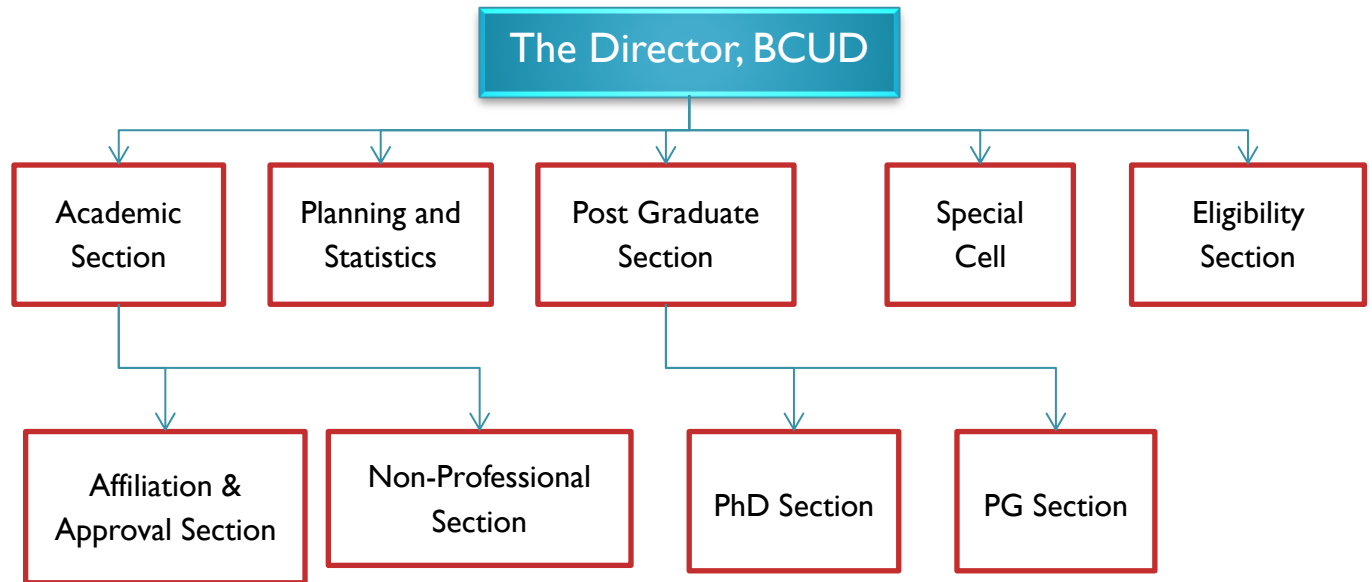 The Director, BCUD
Academic
Section
Planning and
Statistics
Post Graduate
Section
Special
Cell
Eligibility
Section
Affiliation &
Approval Section
Non-Professional
Section
PhD Section
PG Section